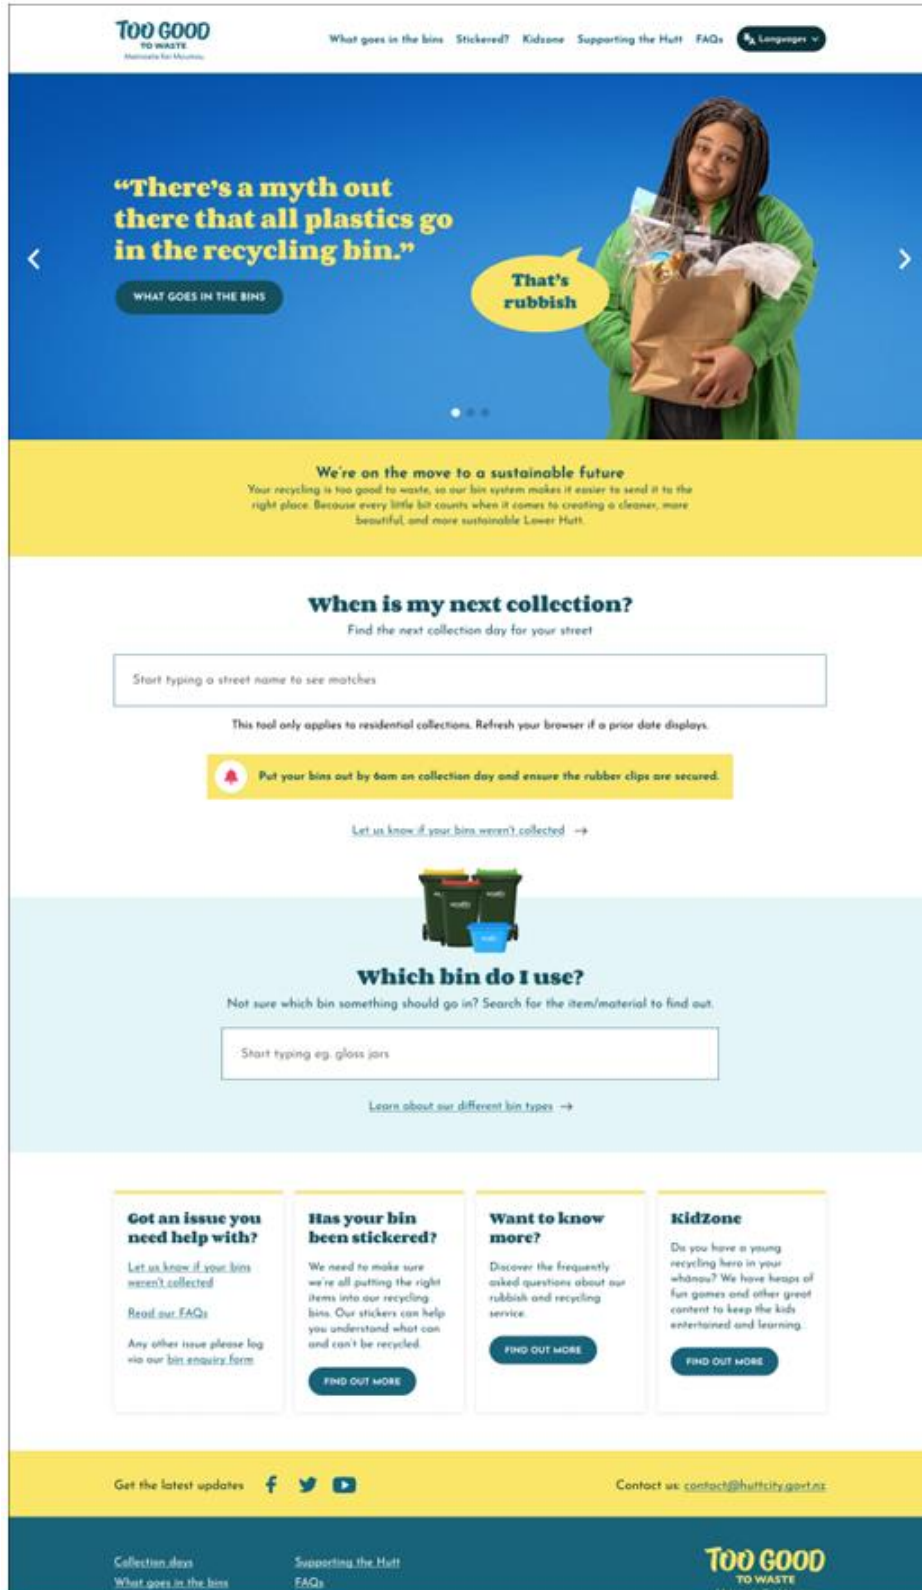 TOO GOOD
TO WASTE
What goes in the bins Stickered? Kidzone Supporting the Hutt FAQs Languages
“There's a myth out
there that all plastics go
in the recycling bin.”
WHAT GOES IN THE BINS
That's
rubbish
We're on the move to a sustainable future
Your recycling is too good to waste, so our bin system makes it easier to send it to the
right place. Because every little bit counts when it comes to creating a cleaner, more
beautiful, and more sustainable Lower Hutt.
When is my next collection?
Find the next collection day for your street
Start typing a street name to see matches
This tool only applies to residential collections. Refresh your browser if a prior date displays.
Put your bins out by 6am on collection day and ensure the rubber clips are secured.
Let us know if your bins weren't collected →
Which bin do I use?
Not sure which bin something should go in? Search for the item/material to find out.
Start typing eg. glass jars
Learn about our different bin types →
Got an issue you
need help with?
Let us know if your bins
weren't collected
Read our FAQs
Any other issue please log
via our bin enquiry form
Has your bin
been stickered?
We need to make sure
we're all putting the right
items into our recycling
bins. Our stickers can help
you understand what can
and can't be recycled.
FIND OUT MORE
Want to know
more?
Discover the frequently
asked questions about our
rubbish and recycling
service.
FIND OUT MORE
KidZone
Do you have a young
recycling hero in your
whānau? We have heaps of
fun games and other great
content to keep the kids
entertained and learning.
FIND OUT MORE
Get the latest updates
Contact us: contact@huttcity.govt.nz
Collection days
What goes in the bins
Supporting the Hutt
FAQs
TOO GOOD
TO WASTE